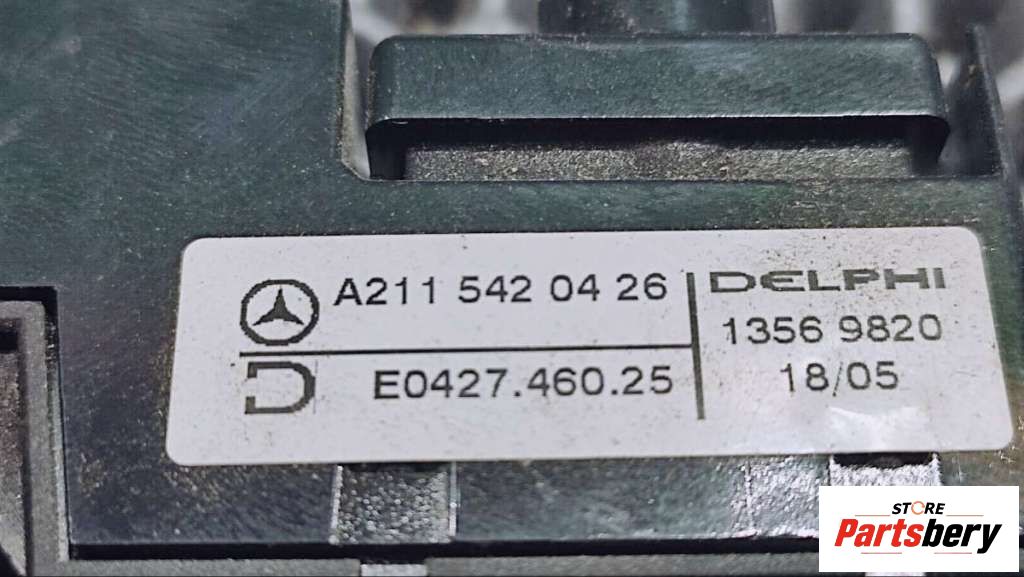 A211 542 04 26
E0427.460.25
DELPHI
1356 9820
18/05
STORE
Partsbery